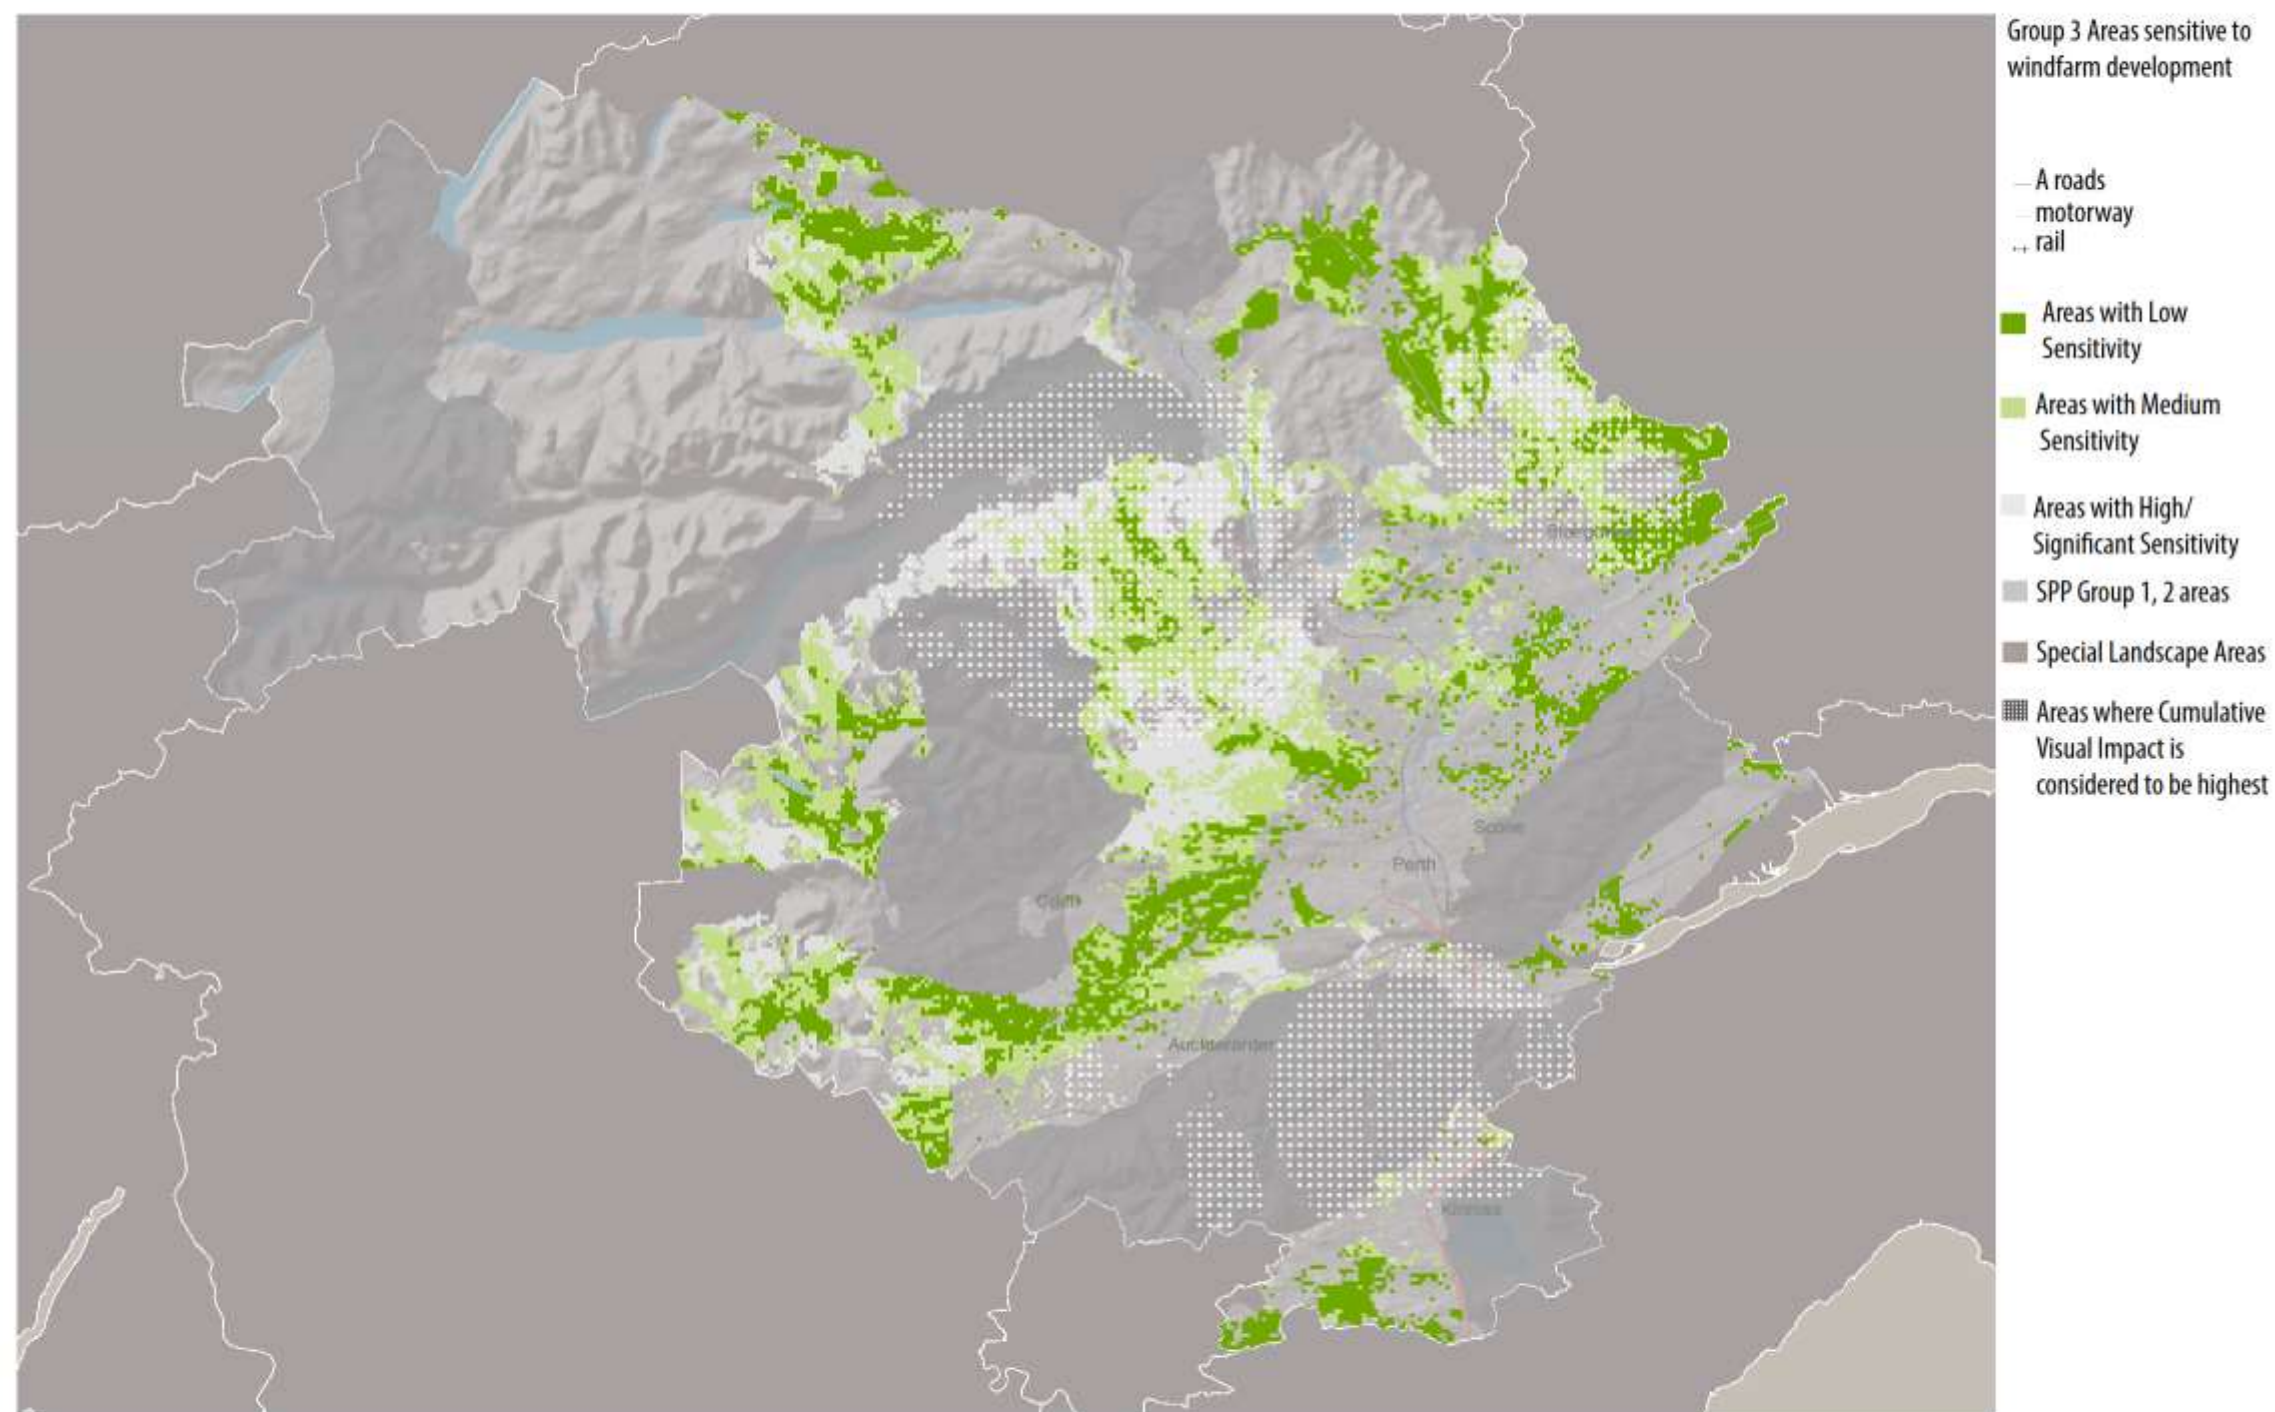 Group 3 Areas sensitive to
windfarm development
A roads
motorway
rail
Areas with Low
Sensitivity
Areas with Medium
Sensitivity
Areas with High/
Significant Sensitivity
SPP Group 1, 2 areas
Special Landscape Areas
Areas where Cumulative
Visual Impact is
considered to be highest
Scone
Perth
Crieff
Auchterarder
Kinross